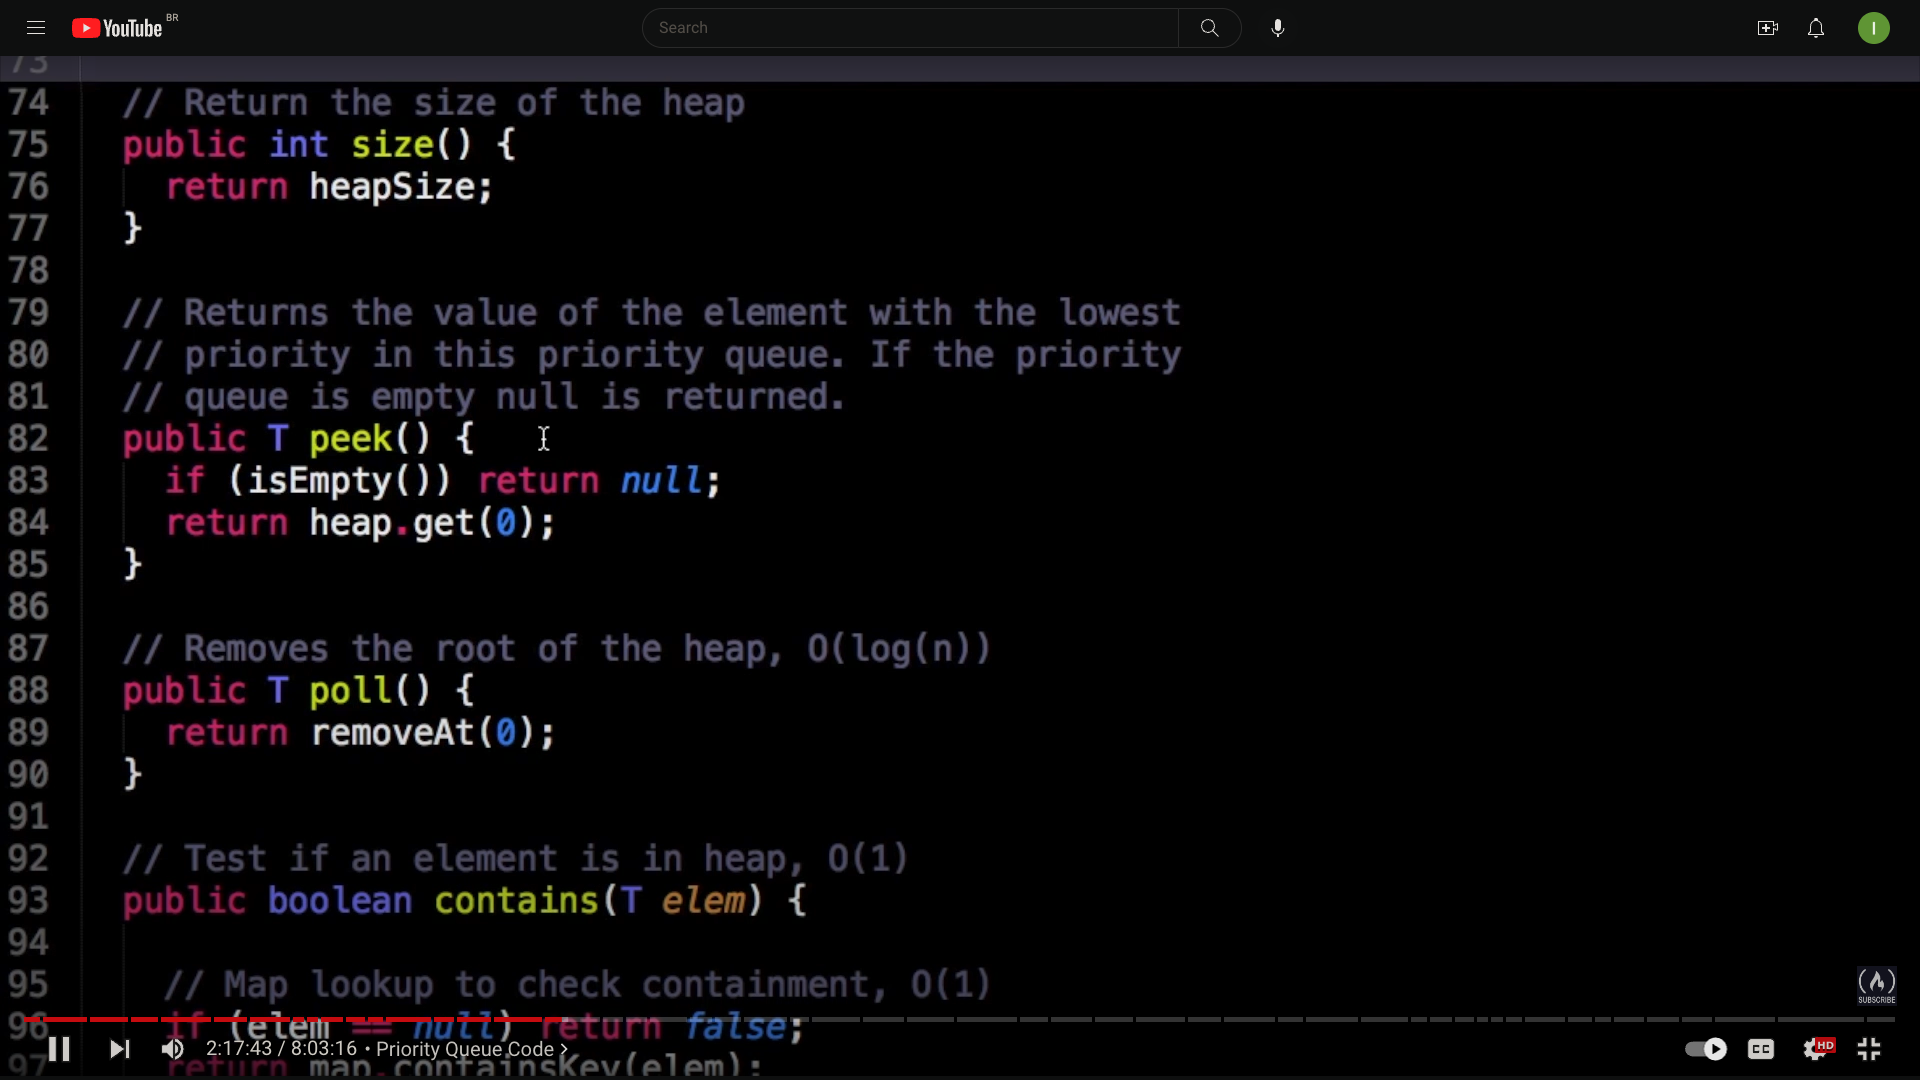 YouTube BR
Search
I
73
74 // Return the size of the heap
75 public int size() {
76 return heapSize;
77 }
78
79 // Returns the value of the element with the lowest
80 // priority in this priority queue. If the priority
81 // queue is empty null is returned.
82 public T peek() {
83 if (isEmpty()) return null;
84 return heap.get(0);
85 }
86
87 // Removes the root of the heap, O(log(n))
88 public T poll() {
89 return removeAt(0);
90 }
91
92 // Test if an element is in heap, O(1)
93 public boolean contains(T elem) {
94
95 // Map lookup to check containment, O(1)
96 if (elem == null) return false;
97 return map.containsKey(elem);
SUBSCRIBE
2:17:43 / 8:03:16 • Priority Queue Code >
CC
HD